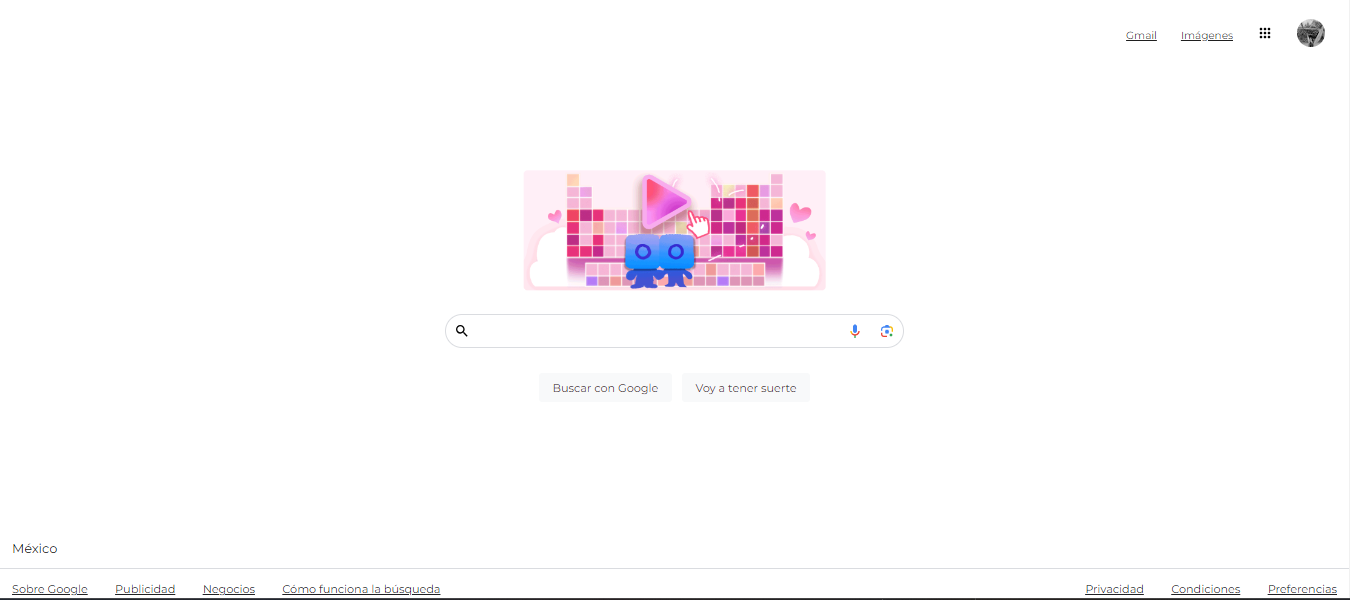 Gmail Imágenes
Buscar con Google Voy a tener suerte
México
Sobre Google Publicidad Negocios Cómo funciona la búsqueda Privacidad Condiciones Preferencias